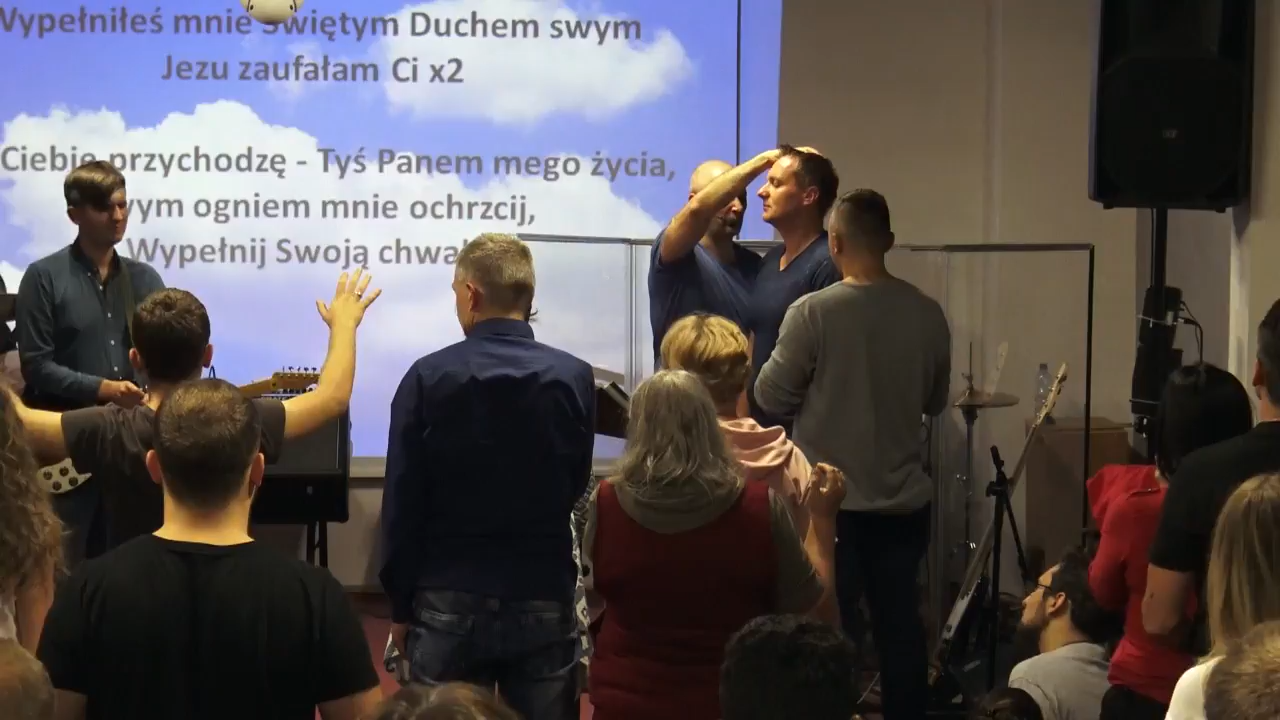 Wypełniłeś mnie Świętym Duchem swym
Jezu zaufałam Ci x2
Ciebie przychodzę - Tyś Panem mego życia,
ogniem mnie ochrzcij,
Wypełnij Swoją